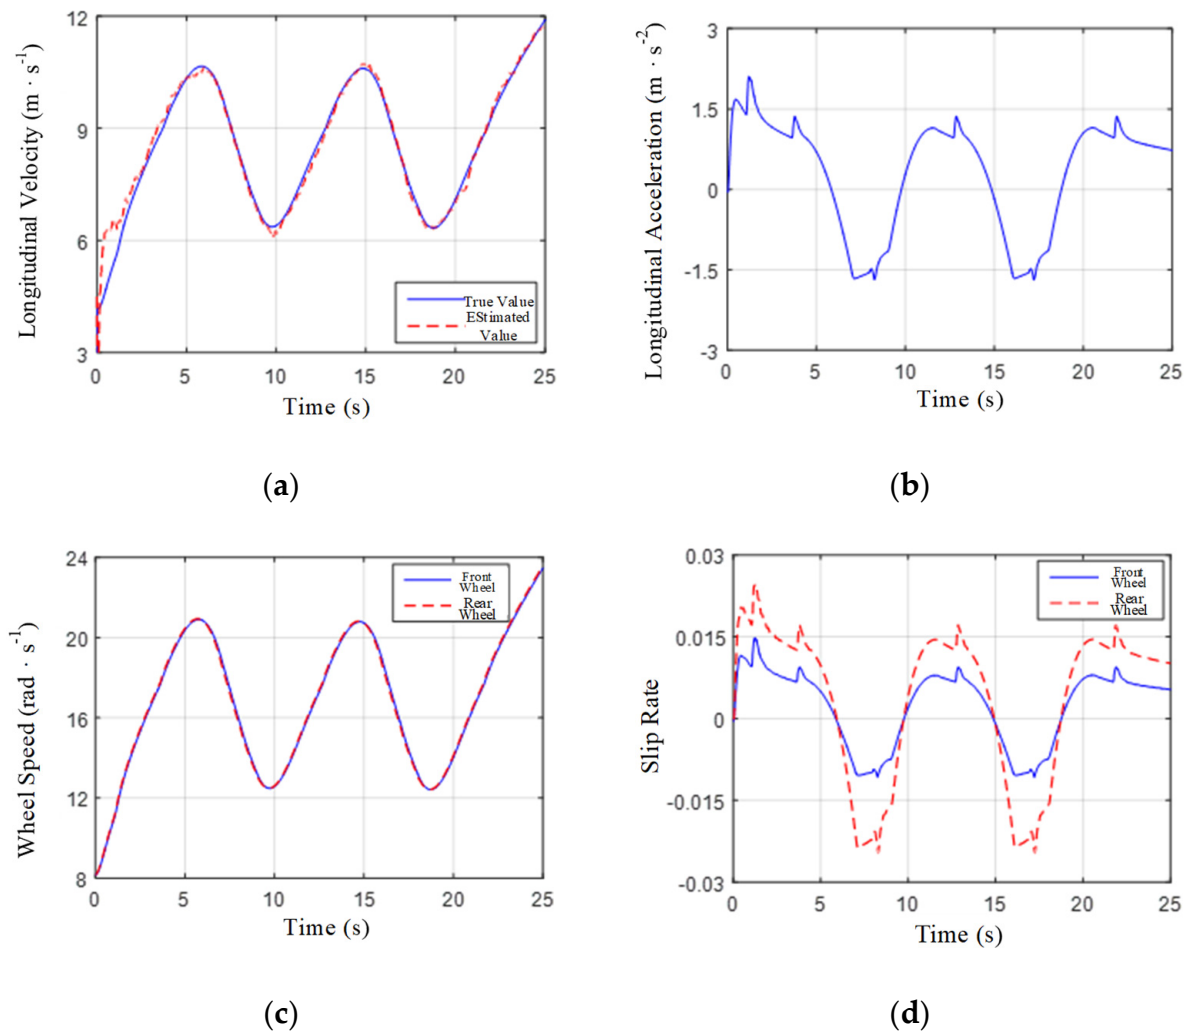 12
9
6
3
Longitudinal Velocity (m · s⁻¹)
True Value
EStimated
Value
0 5 10 15 20 25
Time (s)
(a)
3
1.5
0
-1.5
-3
Longitudinal Acceleration (m · s⁻²)
0 5 10 15 20 25
Time (s)
(b)
24
20
16
12
8
Wheel Speed (rad · s⁻¹)
Front
Wheel
Rear
Wheel
0 5 10 15 20 25
Time (s)
(c)
0.03
0.015
0
-0.015
-0.03
Slip Rate
Front
Wheel
Rear
Wheel
0 5 10 15 20 25
Time (s)
(d)